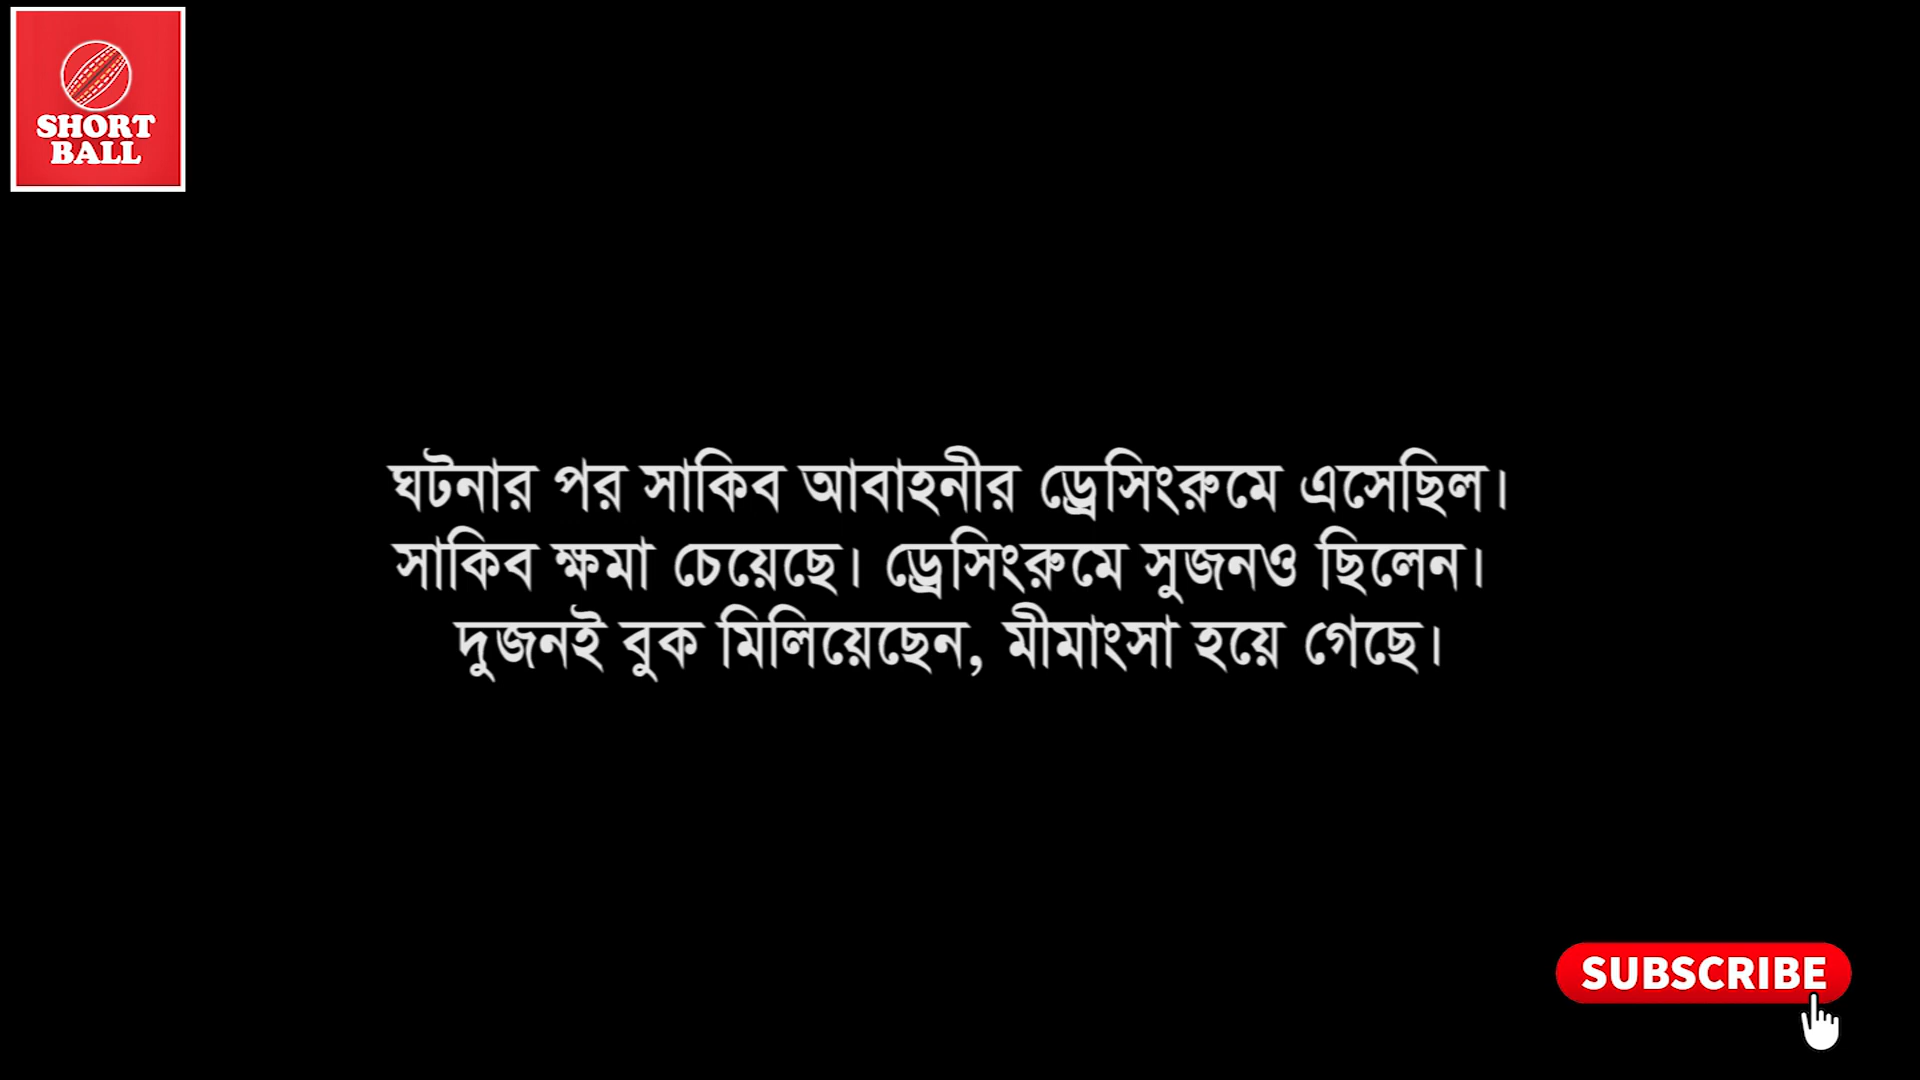 SHORT
BALL
ঘটনার পর সাকিব আবাহনীর ড্রেসিংরুমে এসেছিল।
সাকিব ক্ষমা চেয়েছে। ড্রেসিংরুমে সুজনও ছিলেন।
দুজনই বুক মিলিয়েছেন, মীমাংসা হয়ে গেছে।
SUBSCRIBE